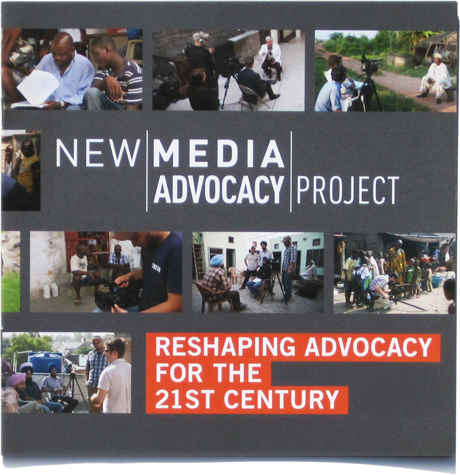 NEW MEDIA
ADVOCACY PROJECT
RESHAPING ADVOCACY
FOR THE
21ST CENTURY